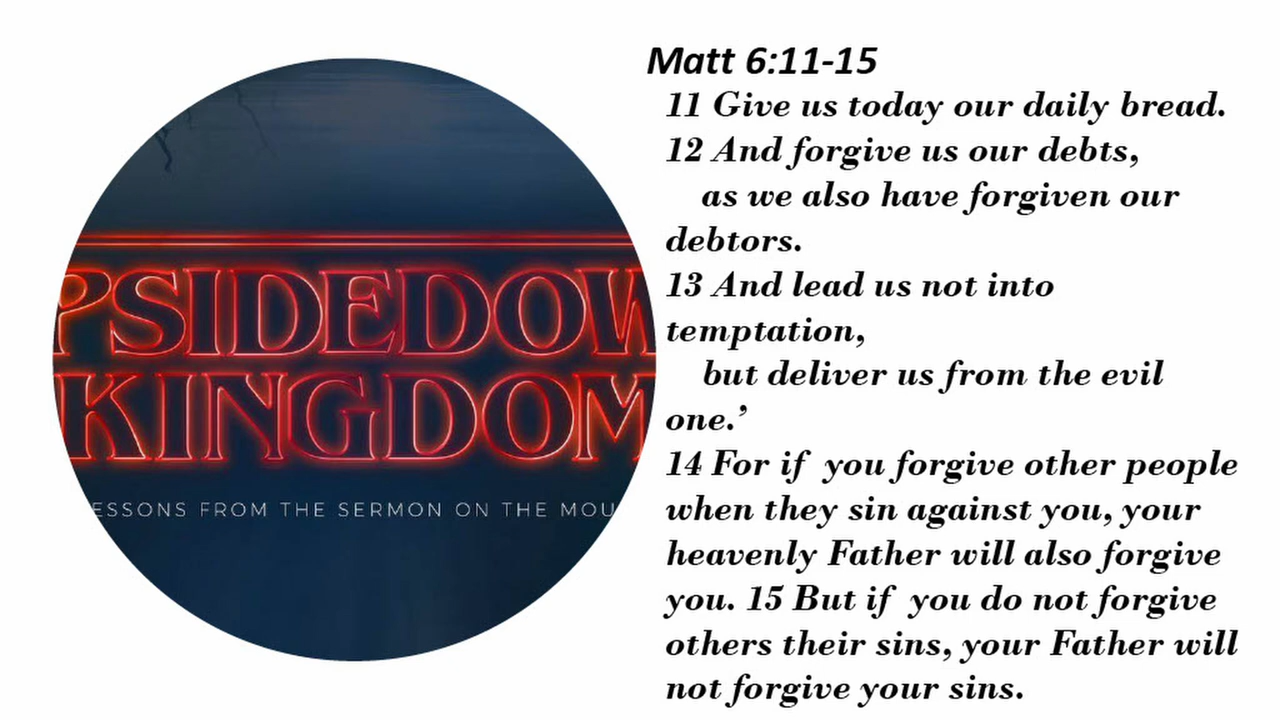 PSIDEDOW
KINGDOM
ESSONS FROM THE SERMON ON THE MOU
Matt 6:11-15
11 Give us today our daily bread.
12 And forgive us our debts,
as we also have forgiven our
debtors.
13 And lead us not into
temptation,
but deliver us from the evil
one.’
14 For if you forgive other people
when they sin against you, your
heavenly Father will also forgive
you. 15 But if you do not forgive
others their sins, your Father will
not forgive your sins.